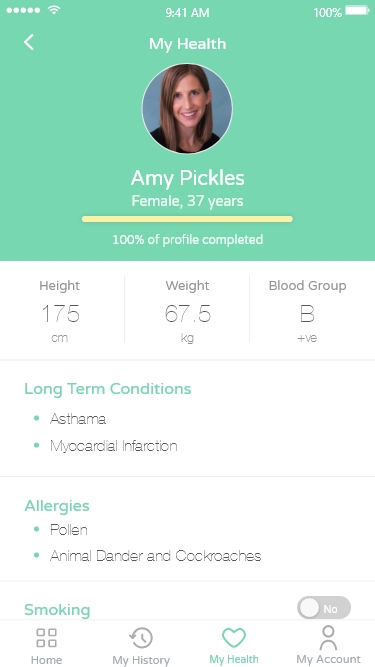 9:41 AM 100%
My Health
Amy Pickles
Female, 37 years
100% of profile completed
Height Weight Blood Group
175 67.5 B
cm kg +ve
Long Term Conditions
Asthama
Myocardial Infarction
Allergies
Pollen
Animal Dander and Cockroaches
Smoking No
Home My History My Health My Account